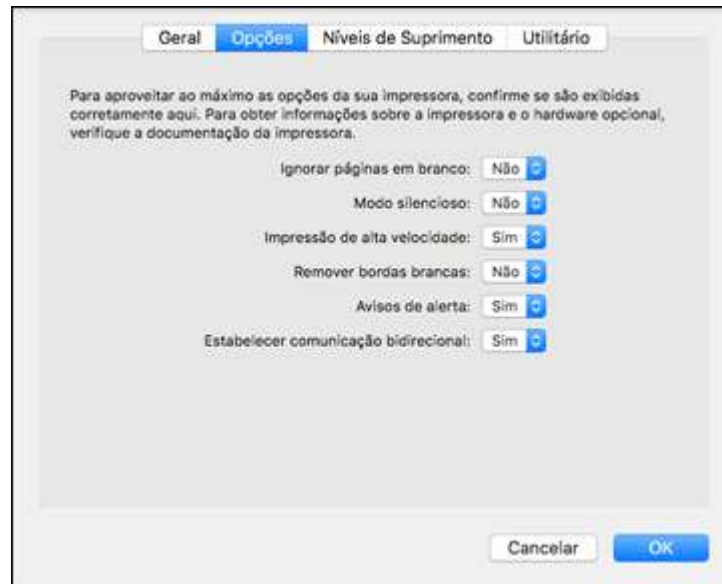 Geral Opções Níveis de Suprimento Utilitário
Para aproveitar ao máximo as opções da sua impressora, confirme se são exibidas
corretamente aqui. Para obter informações sobre a impressora e o hardware opcional,
verifique a documentação da impressora.
Ignorar páginas em branco: Não
Modo silencioso: Não
Impressão de alta velocidade: Sim
Remover bordas brancas: Não
Avisos de alerta: Sim
Estabelecer comunicação bidirecional: Sim
Cancelar OK